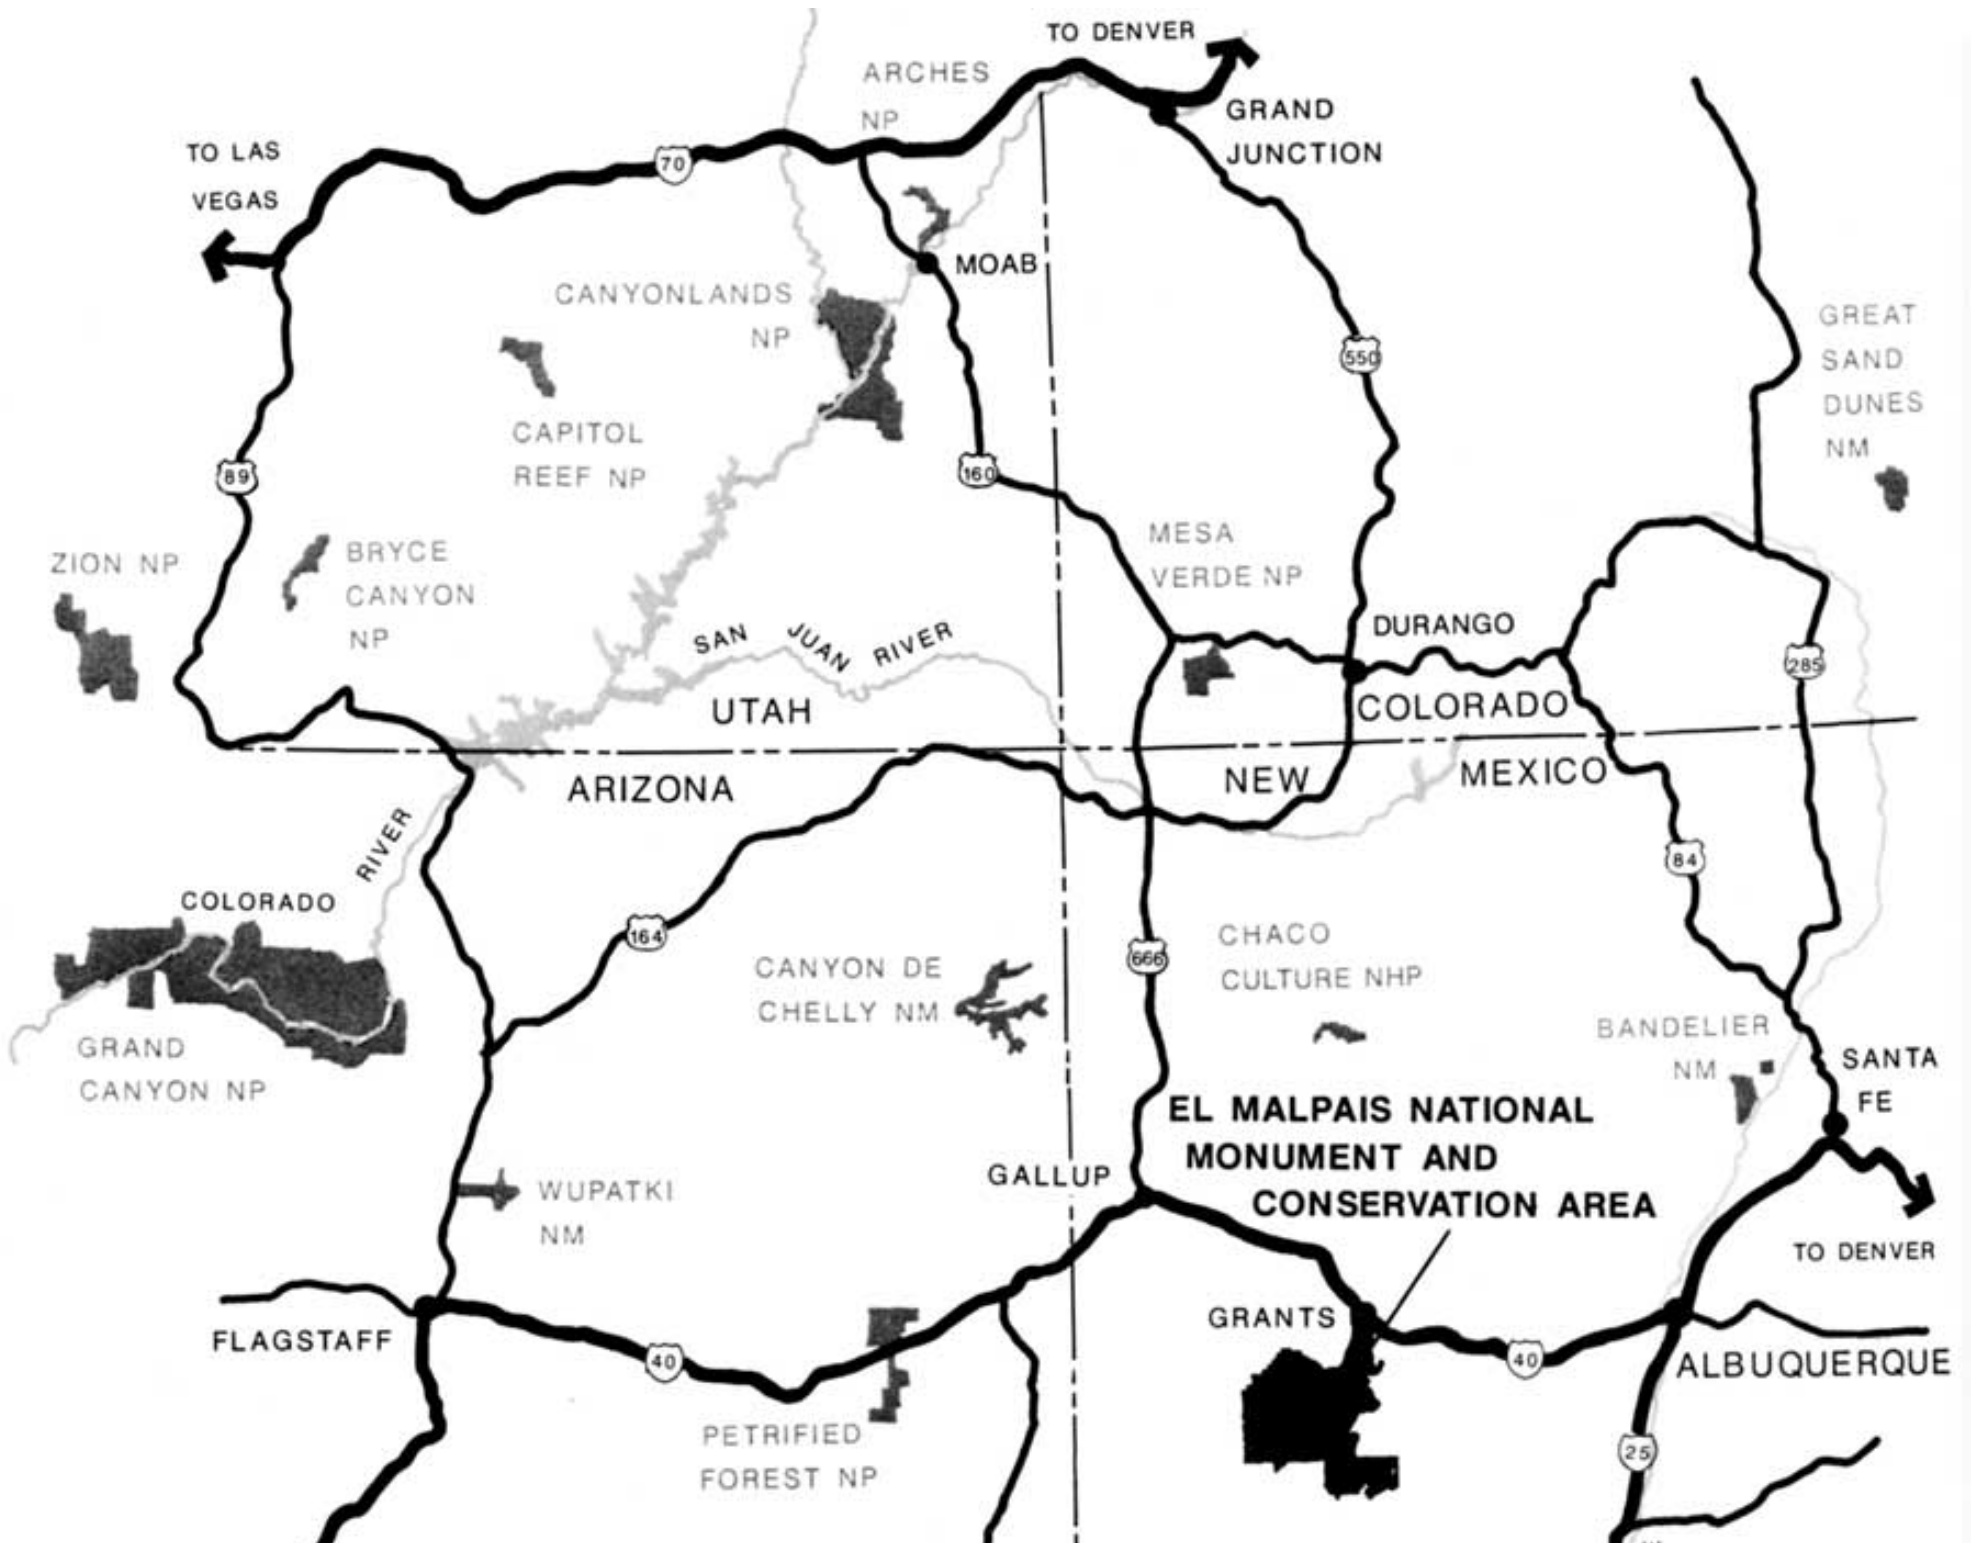 TO DENVER
ARCHES
NP
GRAND
JUNCTION
TO LAS
VEGAS
70
MOAB
CANYONLANDS
NP
550
GREAT
SAND
DUNES
NM
CAPITOL
REEF NP
89
160
MESA
VERDE NP
ZION NP
BRYCE
CANYON
NP
SAN JUAN RIVER
DURANGO
285
UTAH
COLORADO
ARIZONA
NEW MEXICO
RIVER
84
COLORADO
164
666
CHACO
CULTURE NHP
CANYON DE
CHELLY NM
GRAND
CANYON NP
BANDELIER
NM
SANTA
FE
EL MALPAIS NATIONAL
MONUMENT AND
CONSERVATION AREA
GALLUP
WUPATKI
NM
TO DENVER
FLAGSTAFF
GRANTS
40
40
ALBUQUERQUE
PETRIFIED
FOREST NP
25